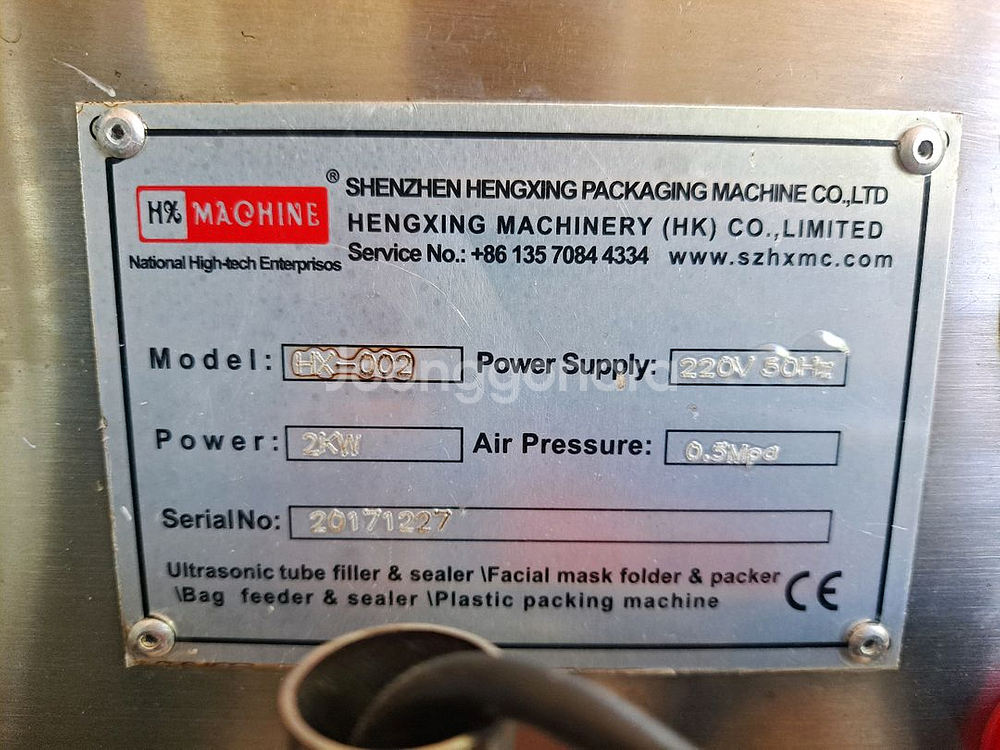 HX MACHINE ®
National High-tech Enterprisos
SHENZHEN HENGXING PACKAGING MACHINE CO.,LTD
HENGXING MACHINERY (HK) CO.,LIMITED
Service No.: +86 135 7084 4334 www.szhxmc.com
Model: HX-002 Power Supply: 220V 50Hz
Joonggonara
Power: 2KW Air Pressure: 0.5Mpa
Serial No: 20171227
Ultrasonic tube filler & sealer \Facial mask folder & packer
\Bag feeder & sealer \Plastic packing machine
CE